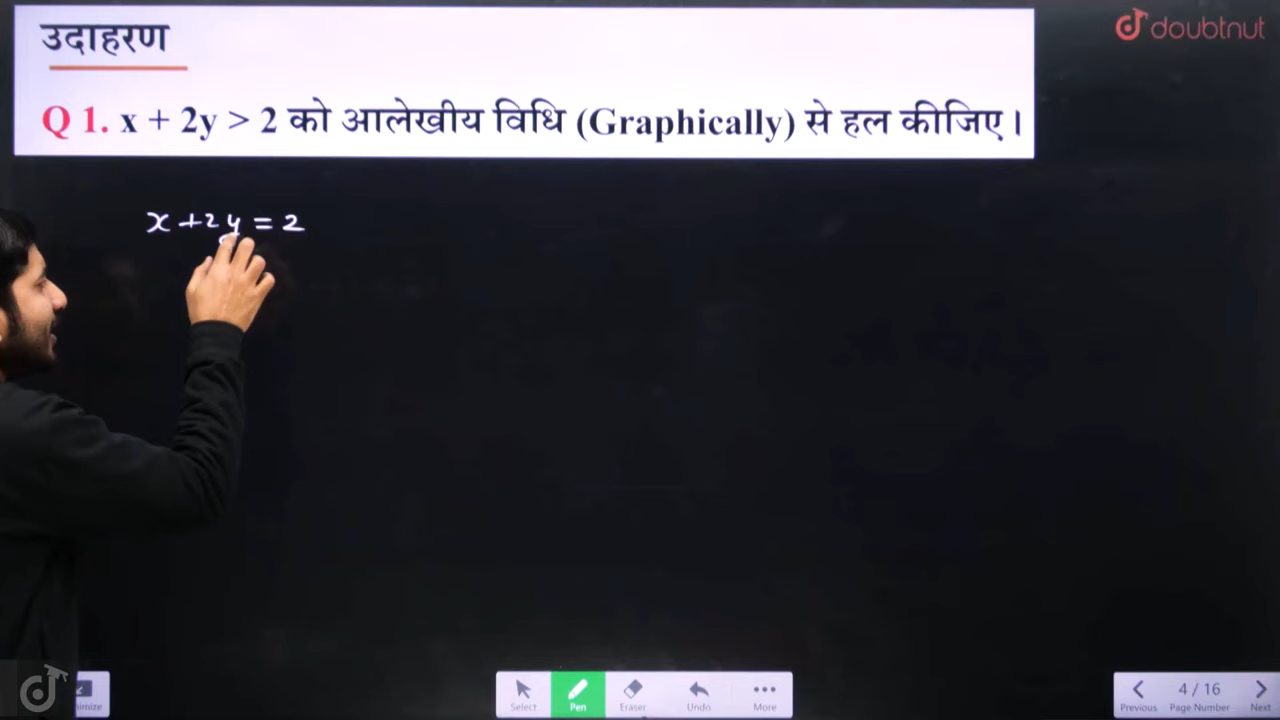 doubtnut
उदाहरण
Q 1. x + 2y > 2 को आलेखीय विधि (Graphically) से हल कीजिए।
x + 2y = 2
Select
Pen
Eraser
Undo
More
4 / 16
Previous
Page Number
Next